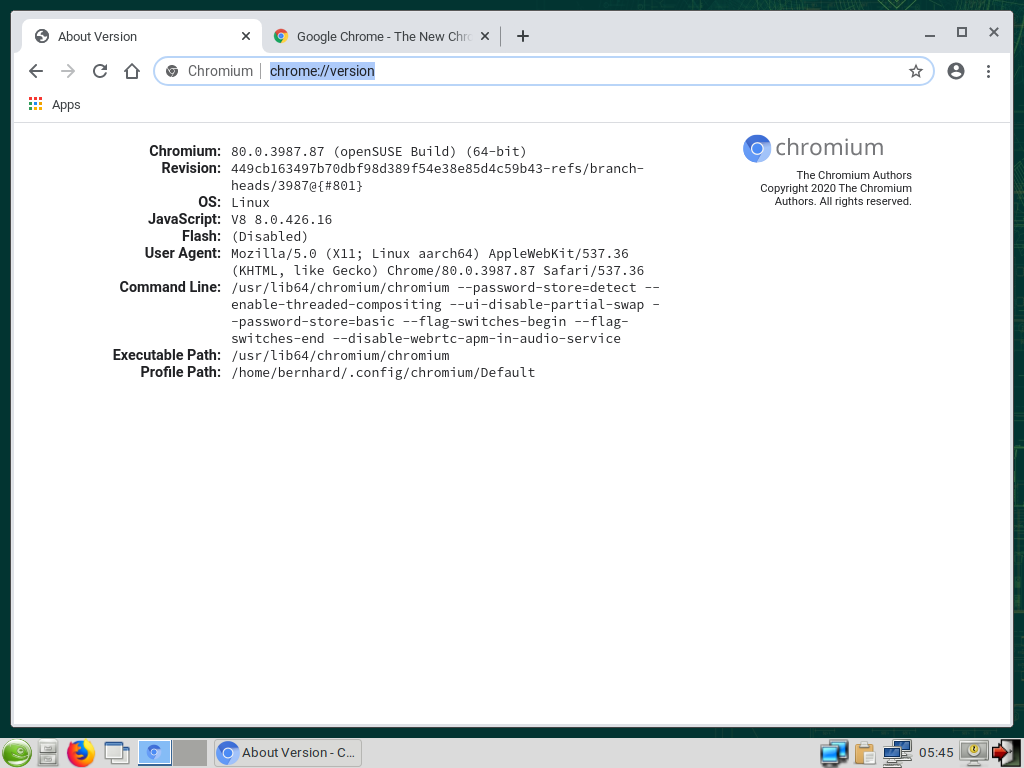 About Version
Google Chrome - The New Chro
Chromium
chrome://version
Apps
Chromium: 80.0.3987.87 (openSUSE Build) (64-bit)
Revision: 449cb163497b70dbf98d389f54e38e85d4c59b43-refs/branch-
heads/3987@{#801}
OS: Linux
JavaScript: V8 8.0.426.16
Flash: (Disabled)
User Agent: Mozilla/5.0 (X11; Linux aarch64) AppleWebKit/537.36
(KHTML, like Gecko) Chrome/80.0.3987.87 Safari/537.36
Command Line: /usr/lib64/chromium/chromium --password-store=detect --
enable-threaded-compositing --ui-disable-partial-swap -
-password-store=basic --flag-switches-begin --flag-
switches-end --disable-webrtc-apm-in-audio-service
Executable Path: /usr/lib64/chromium/chromium
Profile Path: /home/bernhard/.config/chromium/Default
chromium
The Chromium Authors
Copyright 2020 The Chromium
Authors. All rights reserved.
About Version - C...
05:45